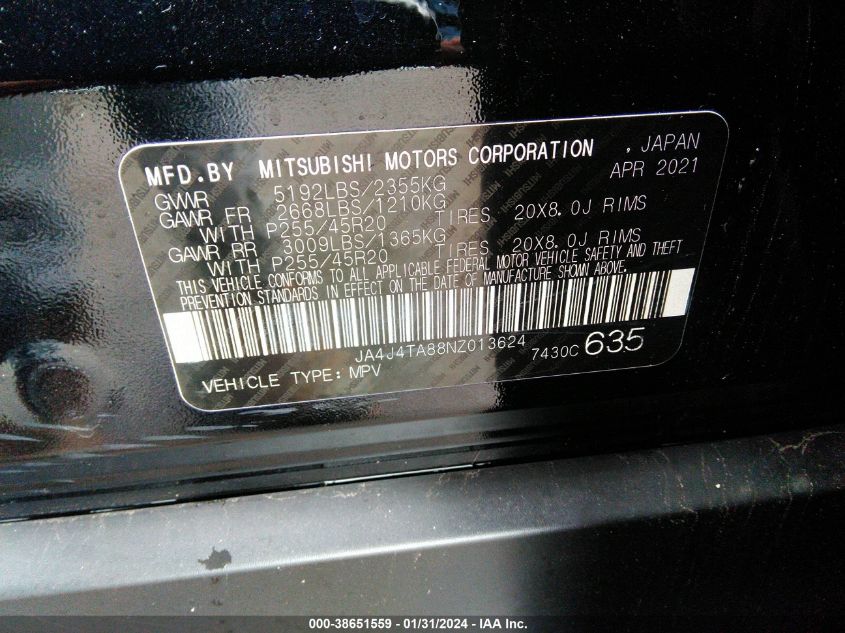 MFD.BY MITSUBISHI MOTORS CORPORATION , JAPAN
APR 2021
GVWR 5192LBS/2355KG
GAWR FR 2668LBS/1210KG
WITH P255/45R20 TIRES, 20X8.0J RIMS
GAWR RR 3009LBS/1365KG
WITH P255/45R20 TIRES, 20X8.0J RIMS
THIS VEHICLE CONFORMS TO ALL APPLICABLE FEDERAL MOTOR VEHICLE SAFETY AND THEFT
PREVENTION STANDARDS IN EFFECT ON THE DATE OF MANUFACTURE SHOWN ABOVE.
JA4J4TA88NZ013624 7430C 635
VEHICLE TYPE: MPV
000-38651559 — 01/31/2024 — IAA Inc.